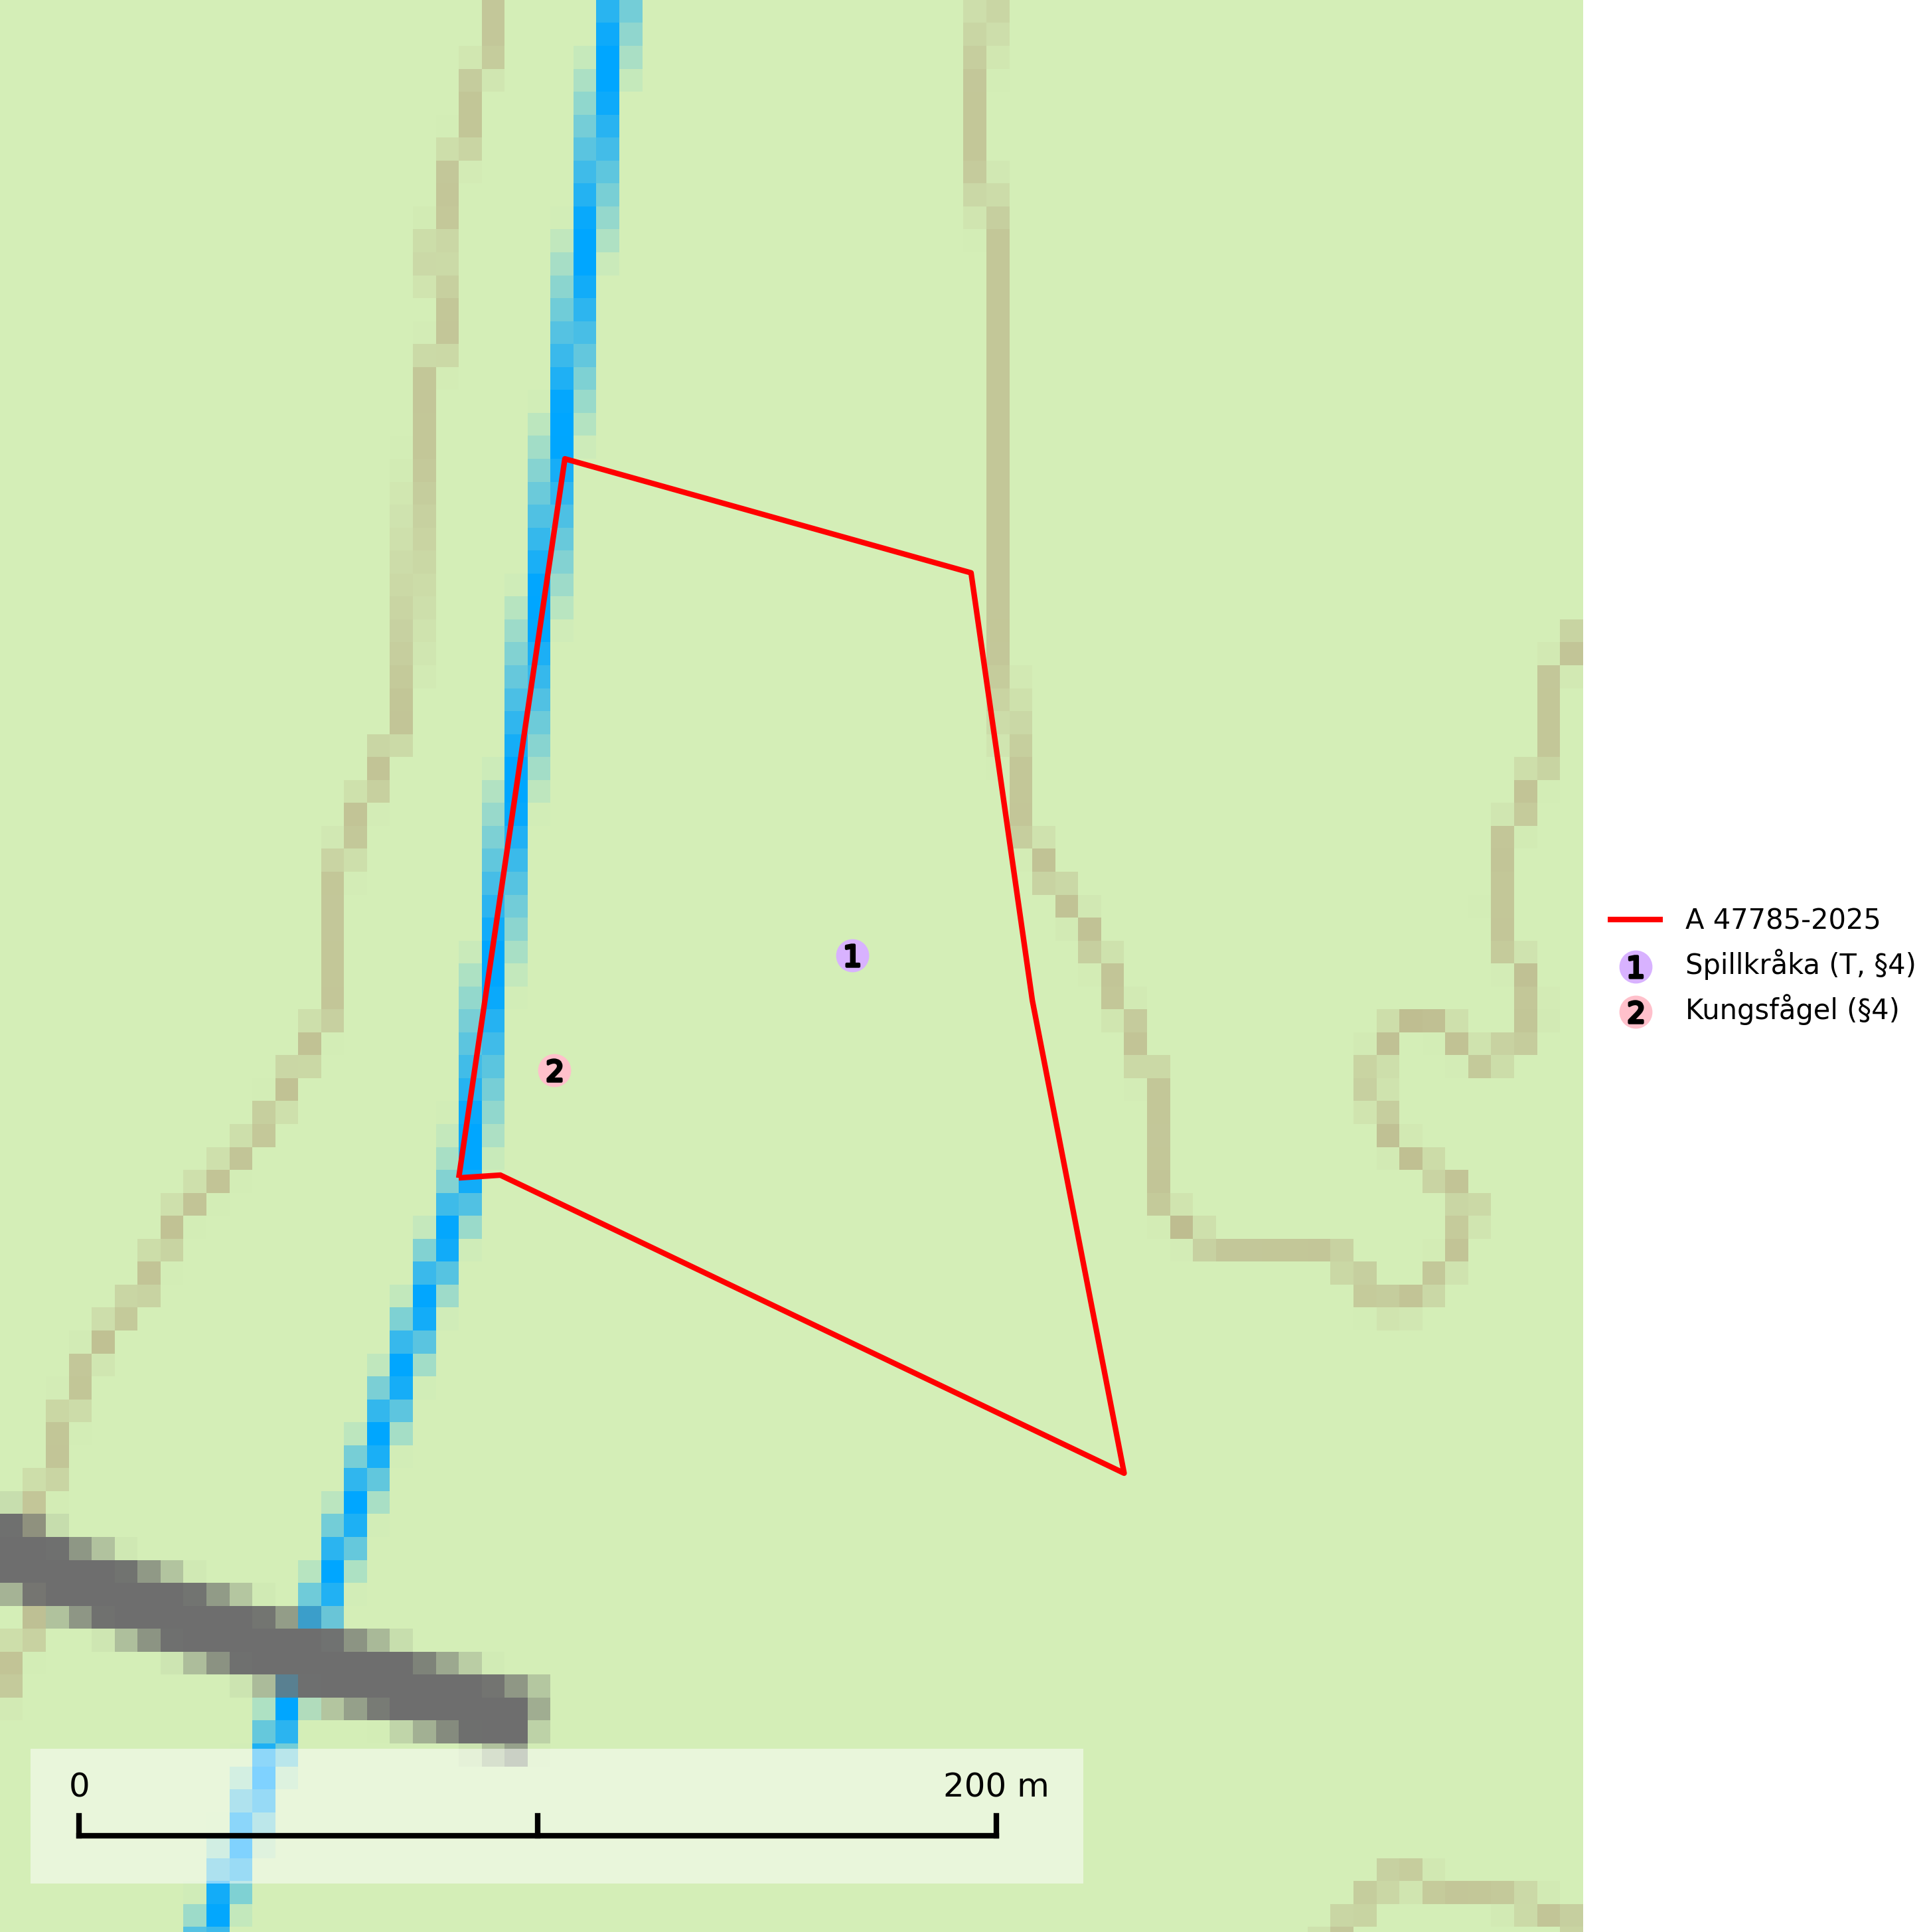 A 47785-2025
1 Spillkråka (T, §4)
2 Kungsfågel (§4)
1
2
0 200 m